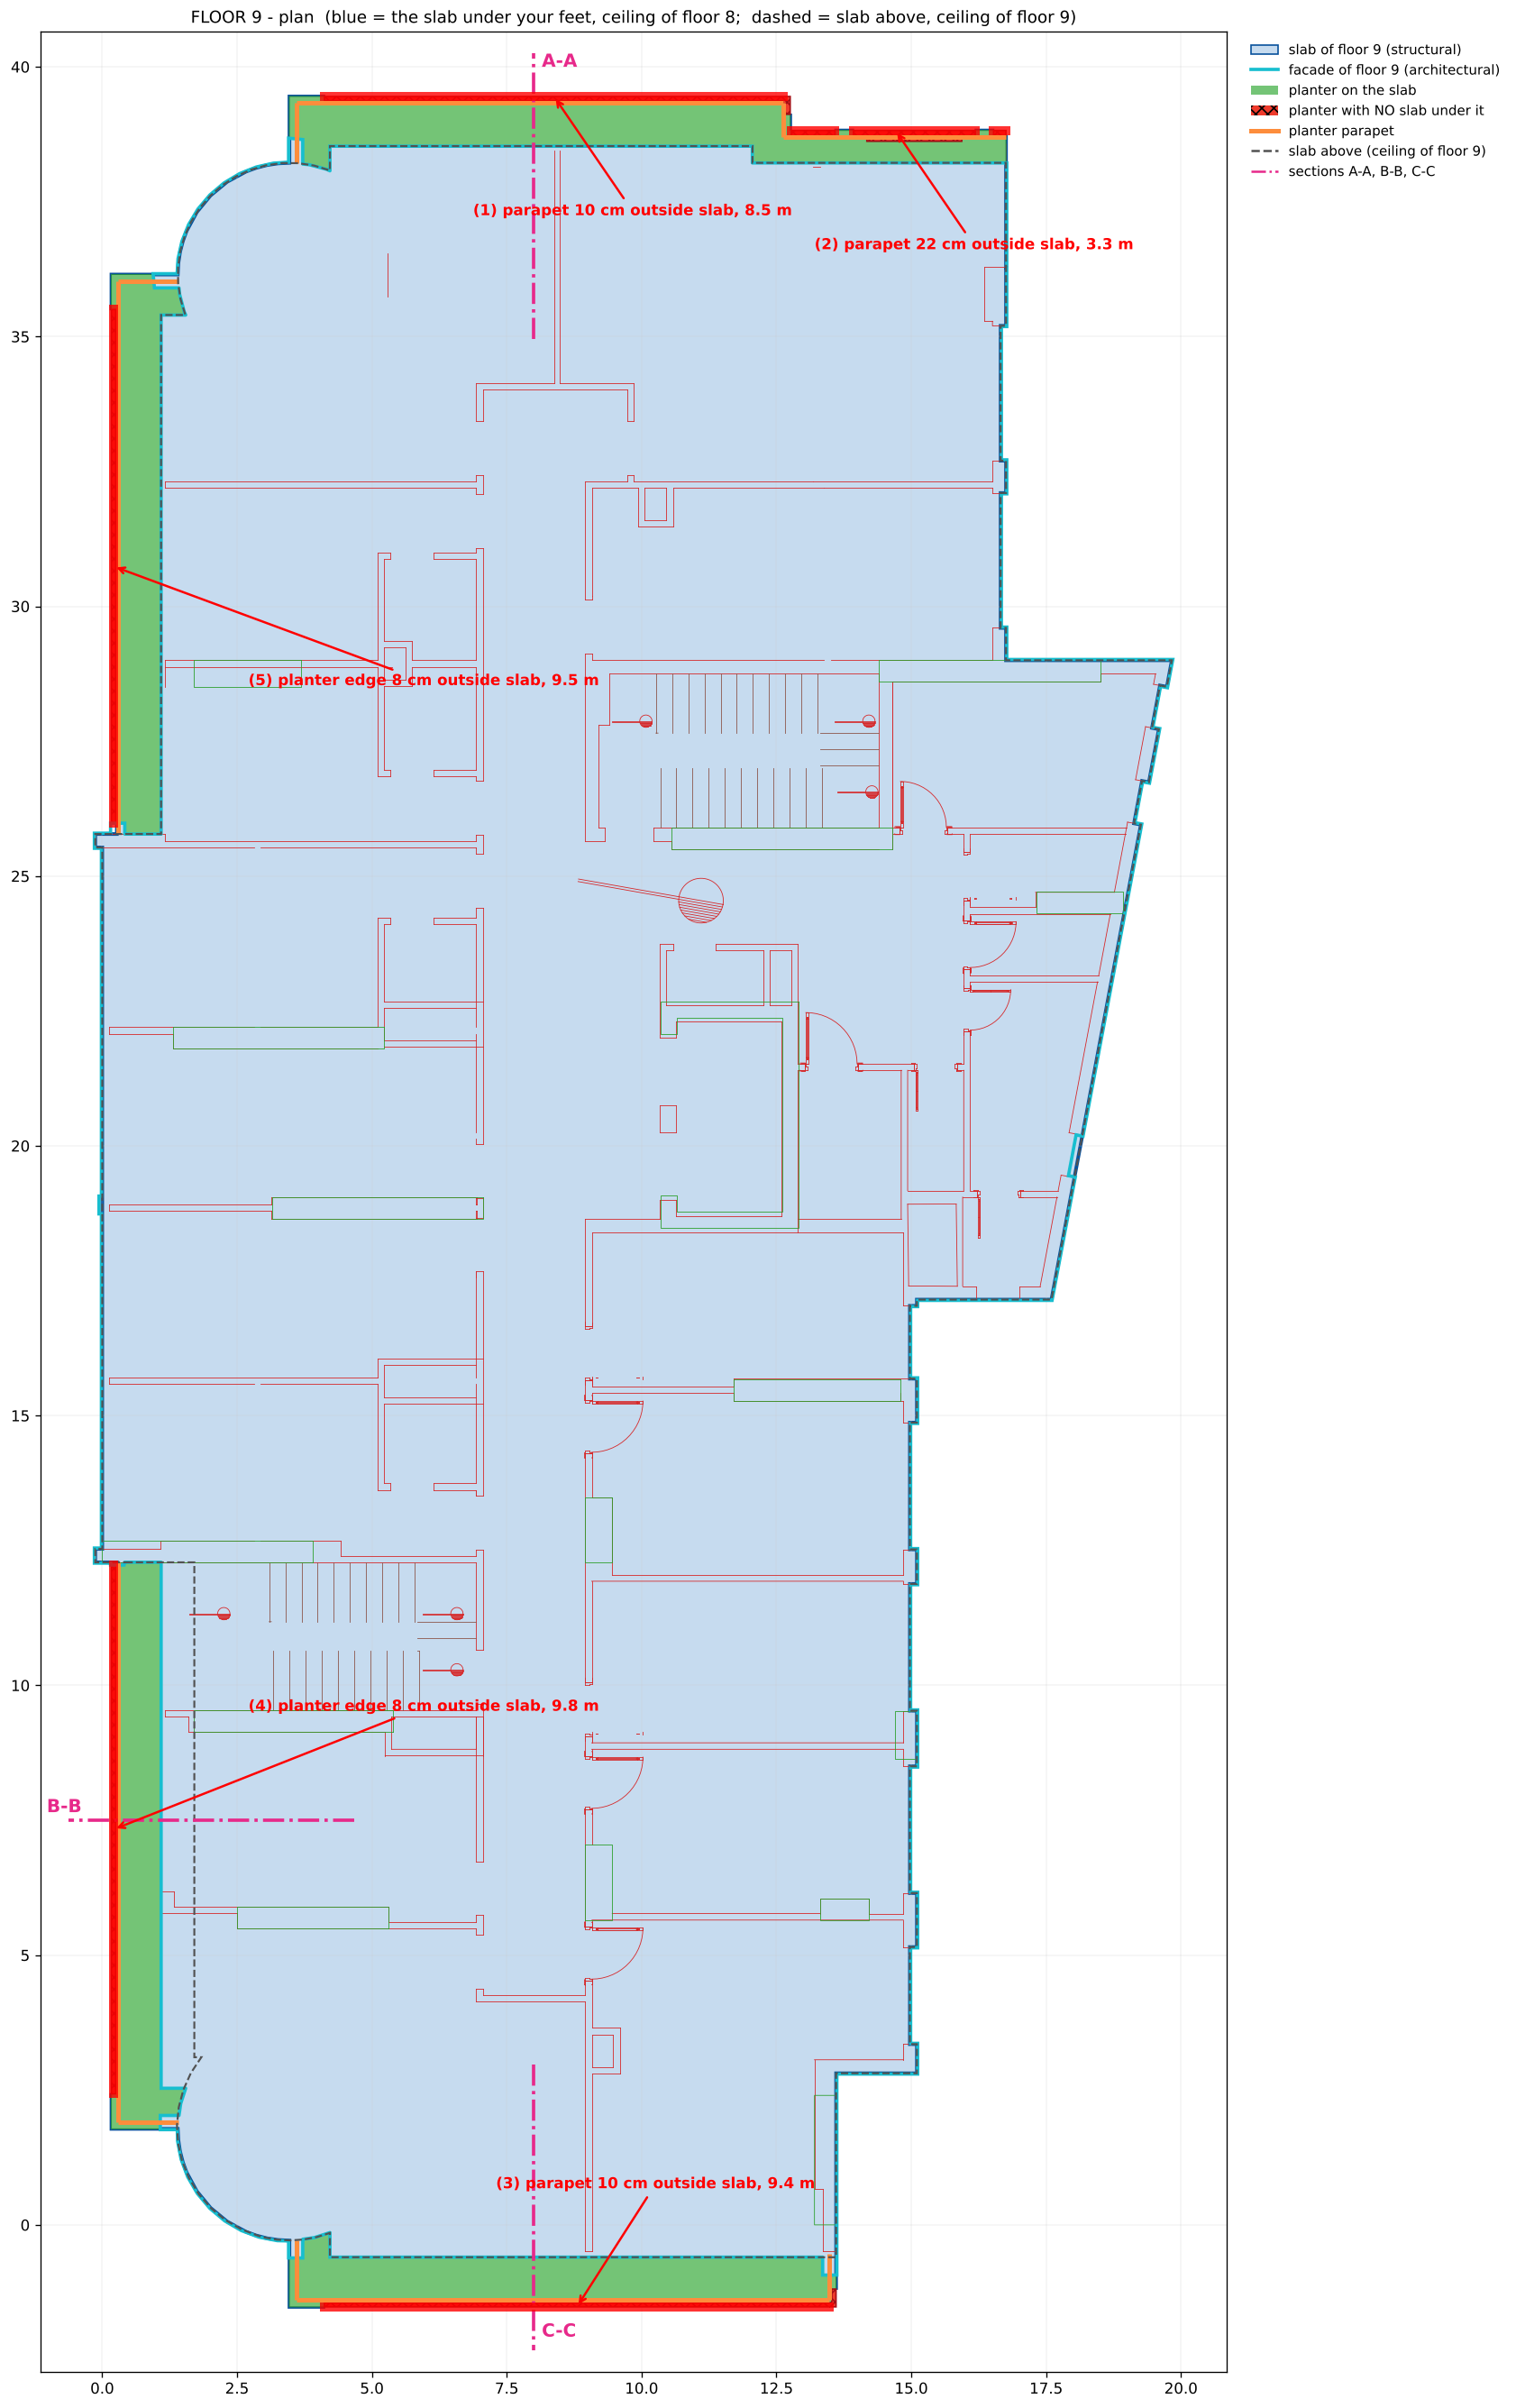 FLOOR 9 - plan  (blue = the slab under your feet, ceiling of floor 8;  dashed = slab above, ceiling of floor 9)
slab of floor 9 (structural)
facade of floor 9 (architectural)
planter on the slab
planter with NO slab under it
planter parapet
slab above (ceiling of floor 9)
sections A-A, B-B, C-C
A-A
(1) parapet 10 cm outside slab, 8.5 m
(2) parapet 22 cm outside slab, 3.3 m
(5) planter edge 8 cm outside slab, 9.5 m
(4) planter edge 8 cm outside slab, 9.8 m
B-B
(3) parapet 10 cm outside slab, 9.4 m
C-C
40
35
30
25
20
15
10
5
0
0.0 2.5 5.0 7.5 10.0 12.5 15.0 17.5 20.0